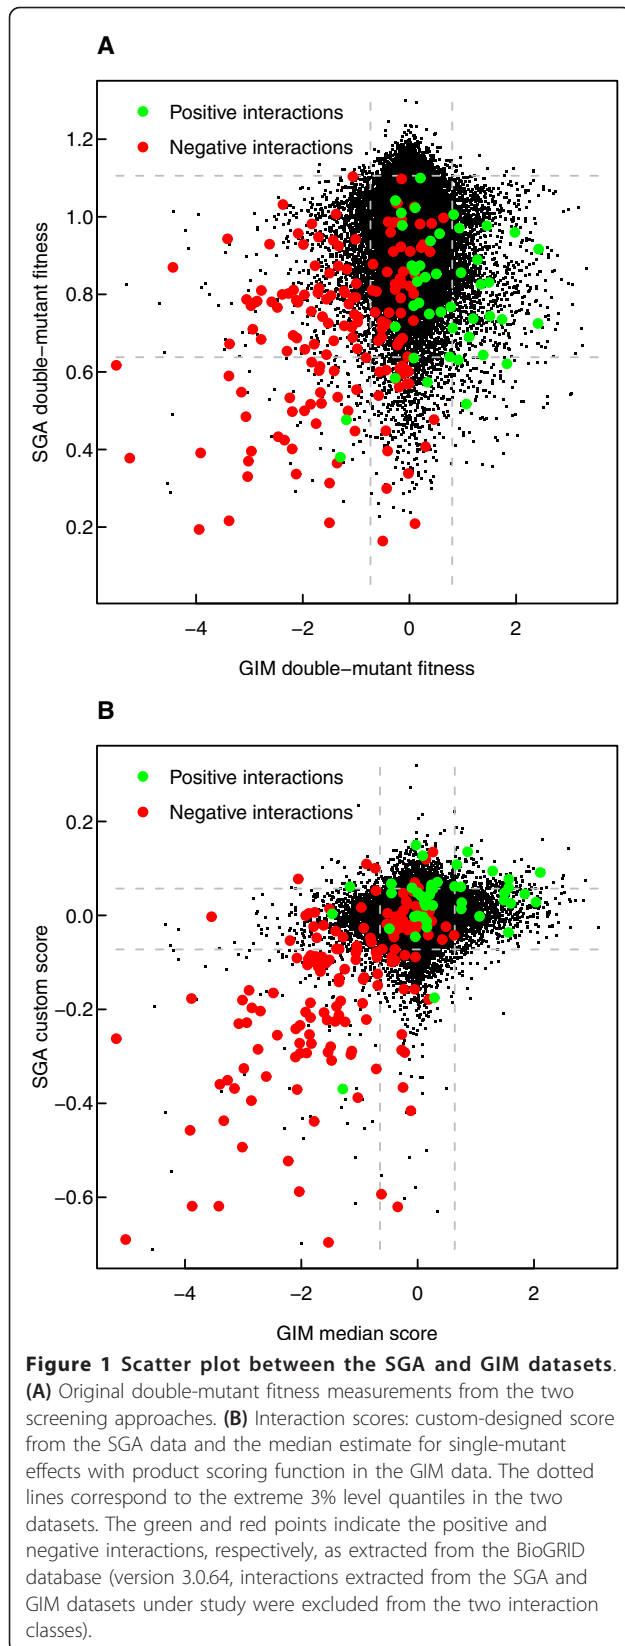 A
Positive interactions
Negative interactions
SGA double−mutant fitness
1.2
1.0
0.8
0.6
0.4
0.2
−4 −2 0 2
GIM double−mutant fitness
B
Positive interactions
Negative interactions
SGA custom score
0.2
0.0
−0.2
−0.4
−0.6
−4 −2 0 2
GIM median score
Figure 1 Scatter plot between the SGA and GIM datasets.
(A) Original double-mutant fitness measurements from the two
screening approaches. (B) Interaction scores: custom-designed score
from the SGA data and the median estimate for single-mutant
effects with product scoring function in the GIM data. The dotted
lines correspond to the extreme 3% level quantiles in the two
datasets. The green and red points indicate the positive and
negative interactions, respectively, as extracted from the BioGRID
database (version 3.0.64, interactions extracted from the SGA and
GIM datasets under study were excluded from the two interaction
classes).